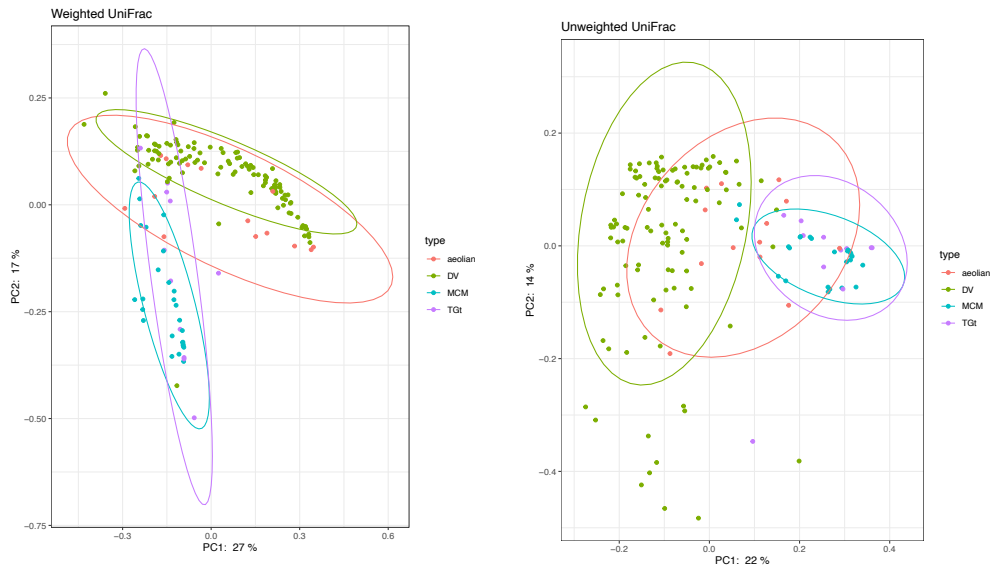 Weighted UniFrac
0.25
0.00
−0.25
−0.50
−0.75
PC2: 17 %
−0.3
0.0
0.3
0.6
PC1: 27 %
type
aeolian
DV
MCM
TGt
Unweighted UniFrac
0.2
0.0
−0.2
−0.4
PC2: 14 %
−0.2
0.0
0.2
0.4
PC1: 22 %
type
aeolian
DV
MCM
TGt